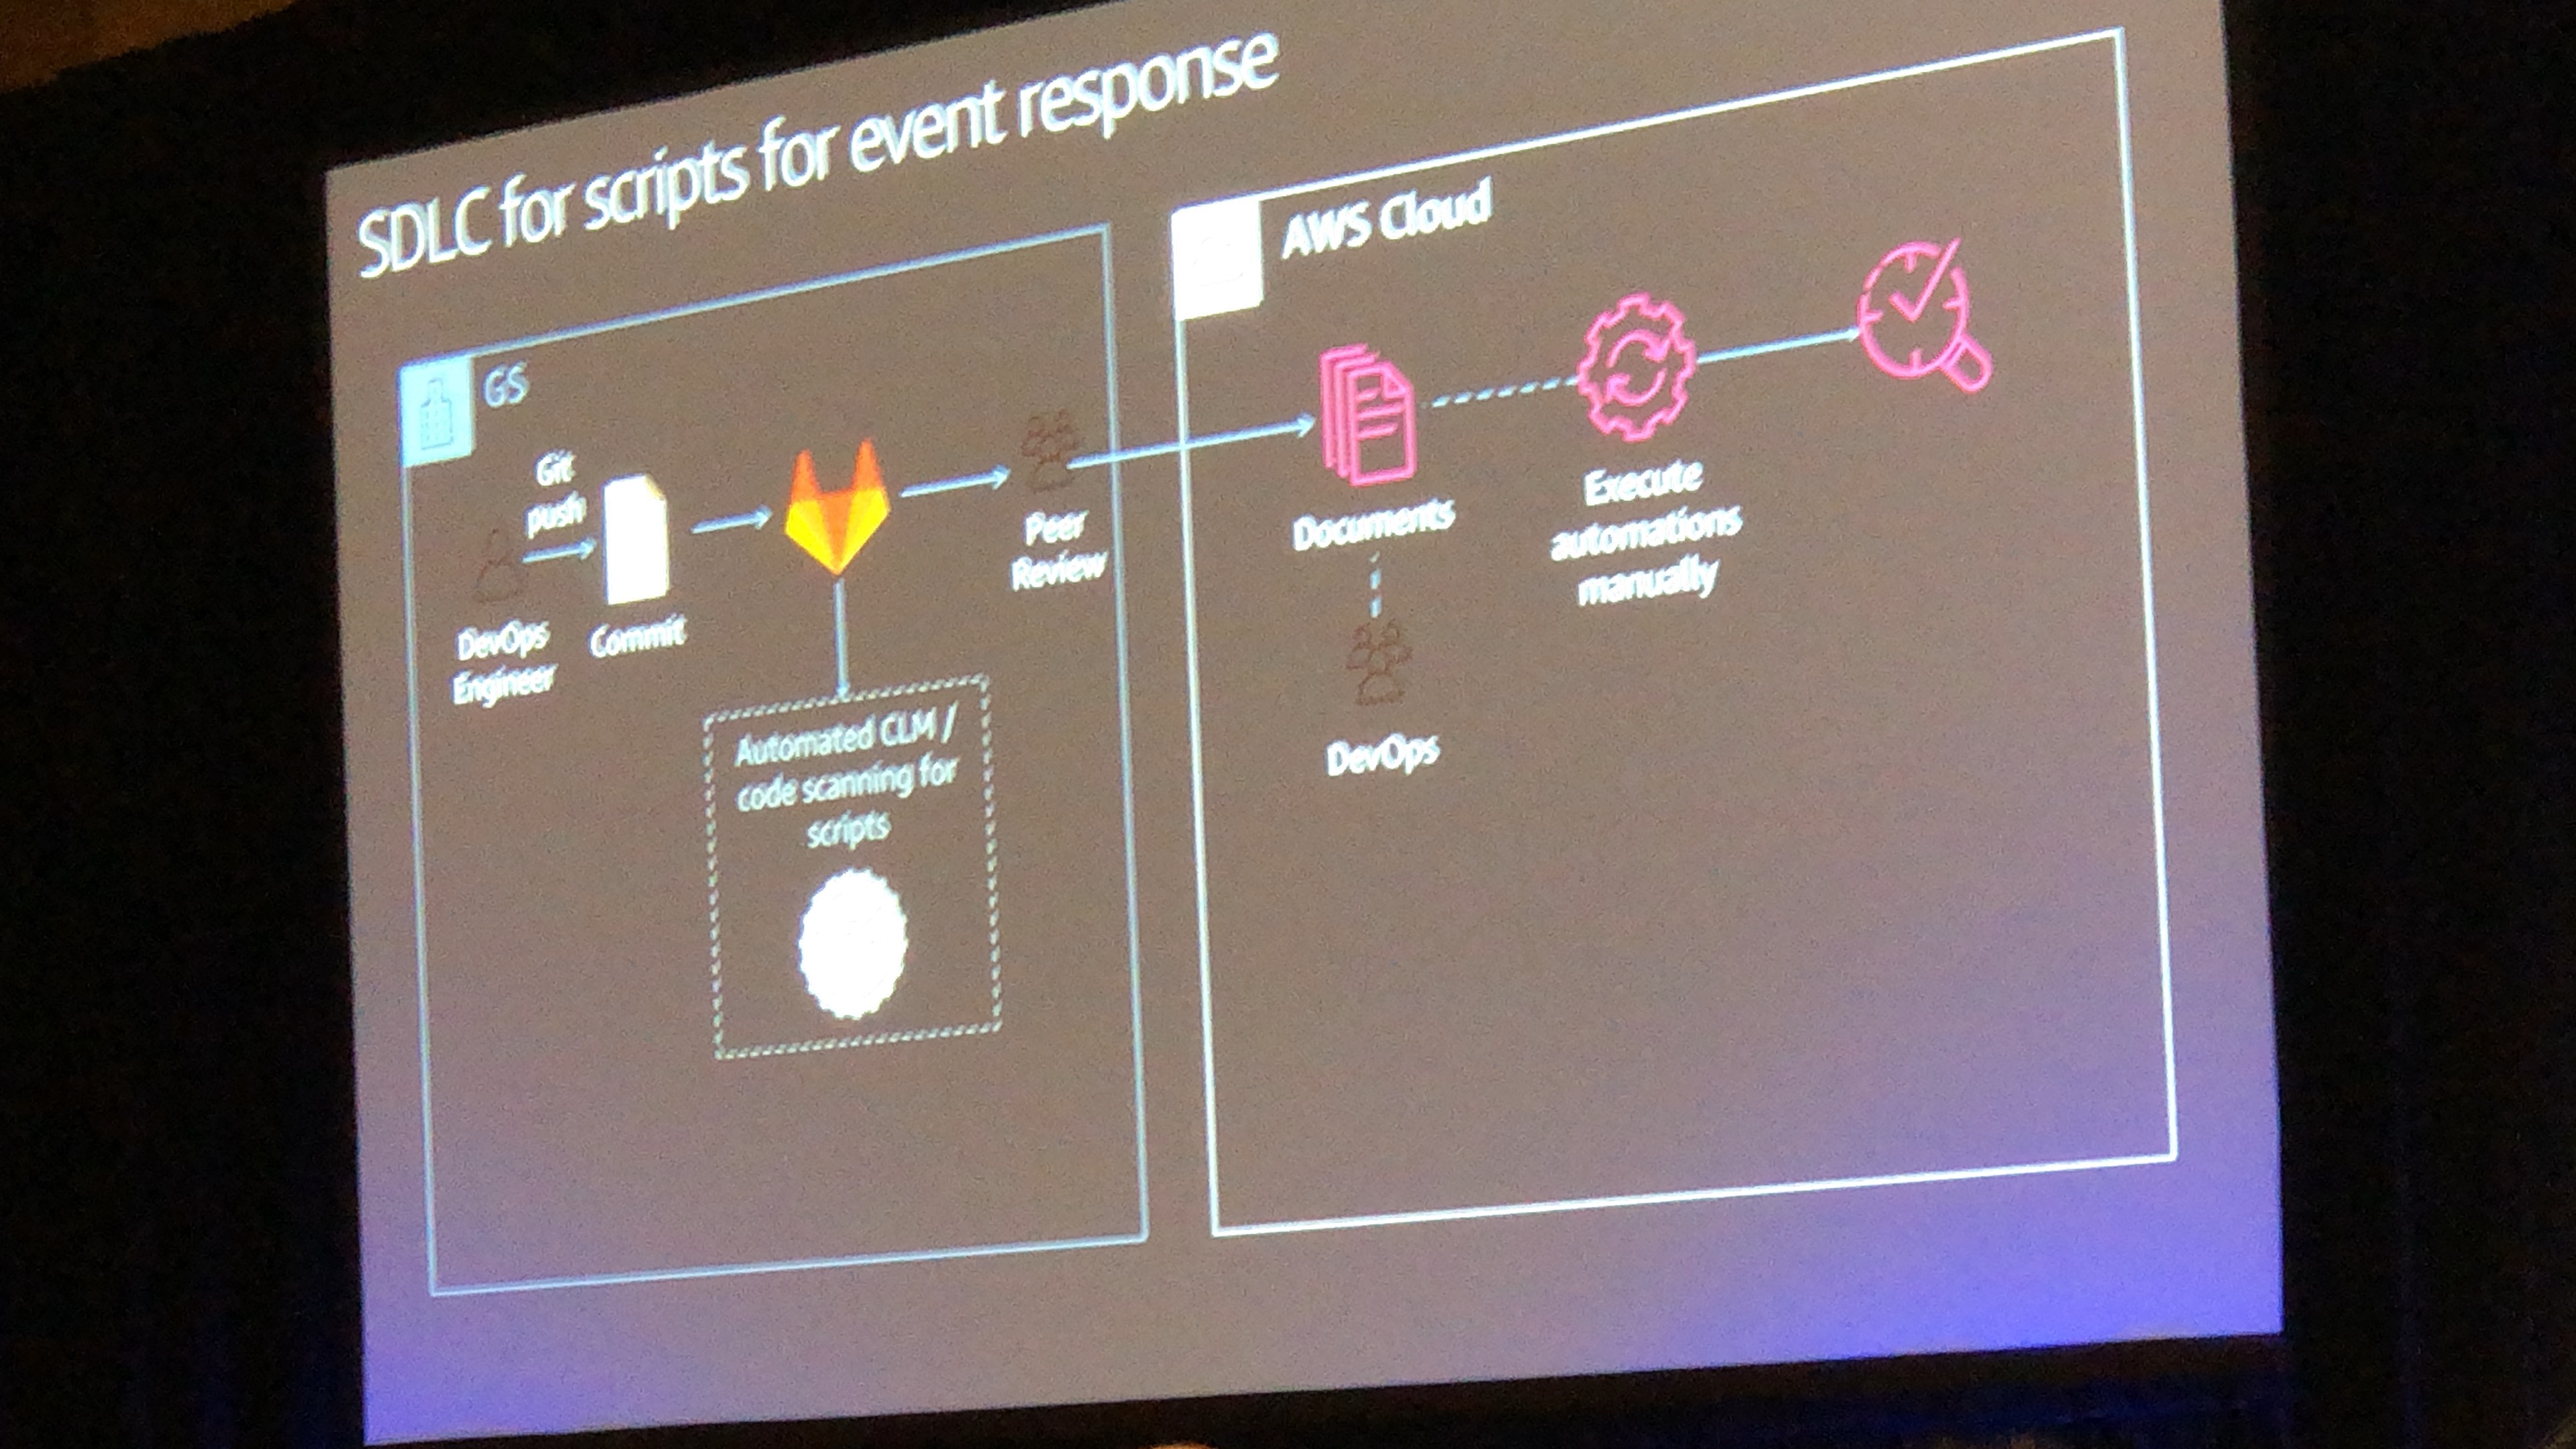 SDLC for scripts for event response
GS
Git
push
DevOps
Engineer
Commit
Peer
Review
Automated CLM /
code scanning for
scripts
AWS Cloud
Documents
DevOps
Execute
automations
manually